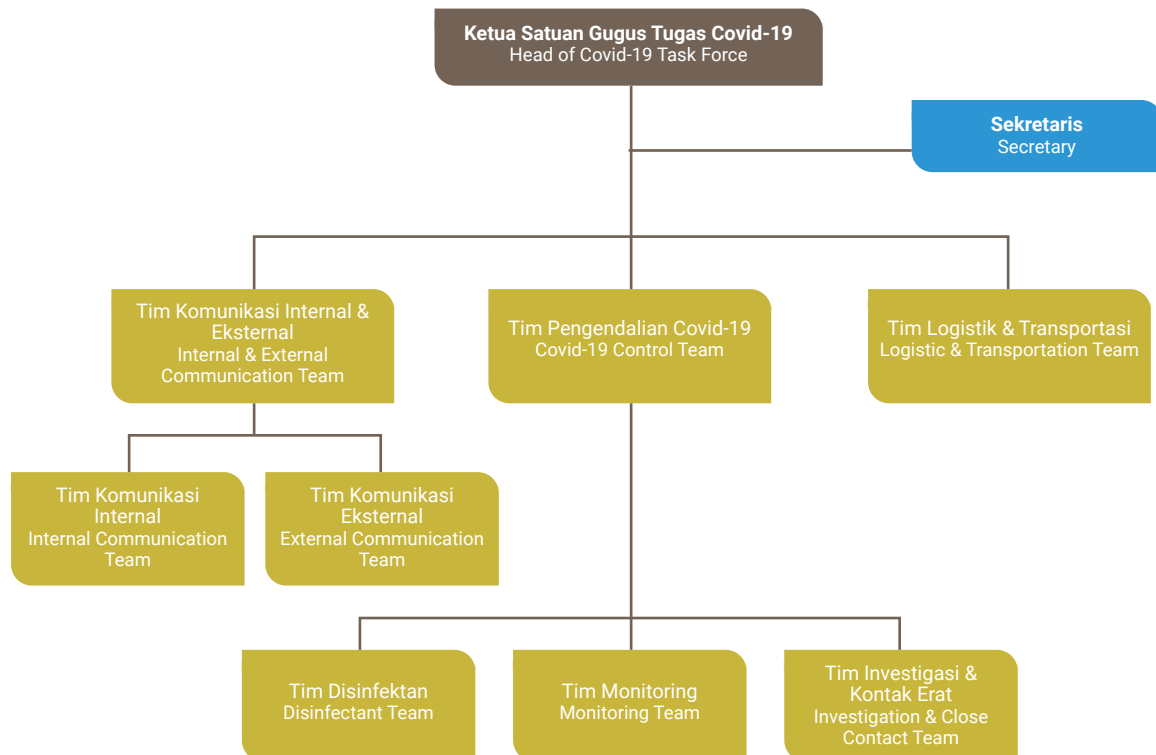 Ketua Satuan Gugus Tugas Covid-19
Head of Covid-19 Task Force
Sekretaris
Secretary
Tim Komunikasi Internal &
Eksternal
Internal & External
Communication Team
Tim Pengendalian Covid-19
Covid-19 Control Team
Tim Logistik & Transportasi
Logistic & Transportation Team
Tim Komunikasi
Internal
Internal Communication
Team
Tim Komunikasi
Eksternal
External Communication
Team
Tim Disinfektan
Disinfectant Team
Tim Monitoring
Monitoring Team
Tim Investigasi &
Kontak Erat
Investigation & Close
Contact Team